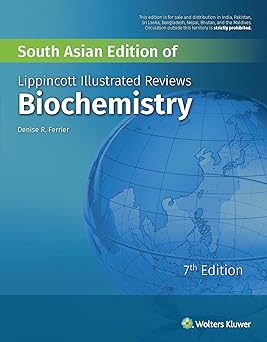 This edition is for sale and distribution in India, Pakistan,
Sri Lanka, Bangladesh, Nepal, Bhutan, and the Maldives.
Circulation outside this territory is strictly prohibited.
South Asian Edition of
Lippincott Illustrated Reviews
Biochemistry
Denise R. Ferrier
7th Edition
Wolters Kluwer